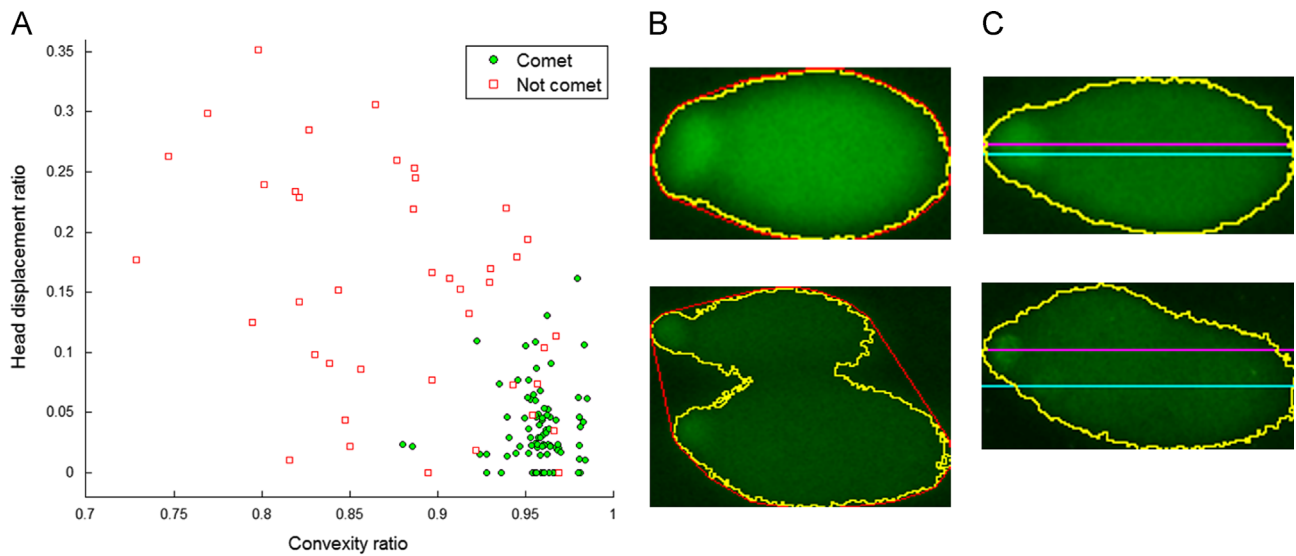 A
B
C
0.35
0.3
0.25
0.2
0.15
0.1
0.05
0
Head displacement ratio
Comet
Not comet
0.7
0.75
0.8
0.85
0.9
0.95
1
Convexity ratio